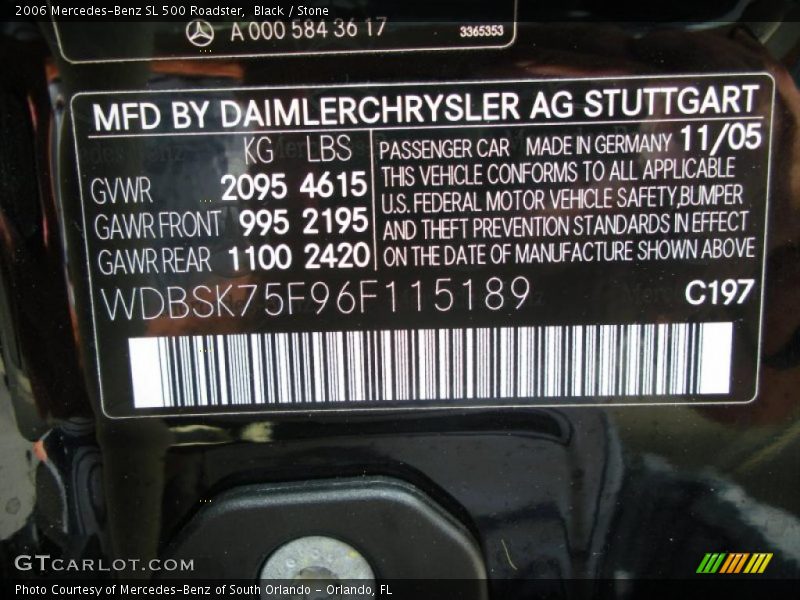 2006 Mercedes-Benz SL 500 Roadster, Black / Stone
A 000 584 36 17 3365353
MFD BY DAIMLERCHRYSLER AG STUTTGART
KG LBS
GVWR 2095 4615
GAWR FRONT 995 2195
GAWR REAR 1100 2420
PASSENGER CAR MADE IN GERMANY 11/05
THIS VEHICLE CONFORMS TO ALL APPLICABLE
U.S. FEDERAL MOTOR VEHICLE SAFETY,BUMPER
AND THEFT PREVENTION STANDARDS IN EFFECT
ON THE DATE OF MANUFACTURE SHOWN ABOVE
WDBSK75F96F115189 C197
GTCARLOT.COM
Photo Courtesy of Mercedes-Benz of South Orlando - Orlando, FL